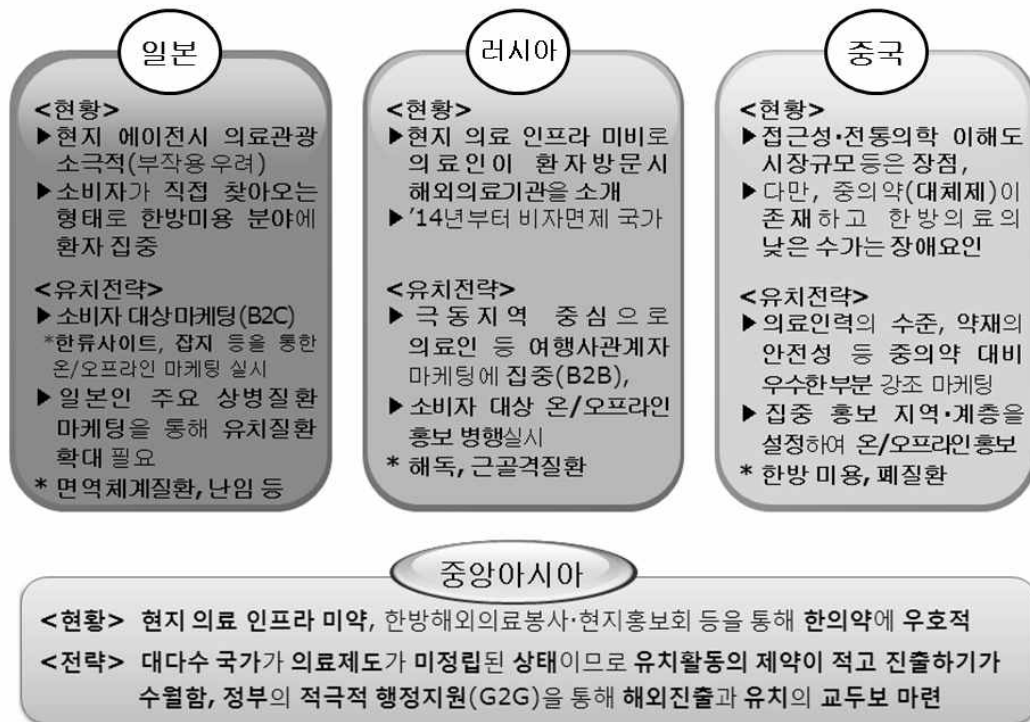 일본
<현황>
▶현지 에이전시 의료관광
소극적(부작용 우려)
▶소비자가 직접 찾아오는
형태로 한방미용 분야에
환자 집중
<유치전략>
▶소비자 대상마케팅(B2C)
*한류사이트, 잡지 등을 통한
온/오프라인 마케팅 실시
▶일본인 주요 상병질환
마케팅을 통해 유치질환
확대 필요
* 면역체계질환, 난임 등
러시아
<현황>
▶현지 의료 인프라 미비로
의료인이 환자방문시
해외의료기관을 소개
▶'14년부터 비자면제 국가
<유치전략>
▶극동지역 중심으로
의료인 등 여행사관계자
마케팅에 집중(B2B),
▶소비자 대상 온/오프라인
홍보 병행실시
* 해독, 근골격질환
중국
<현황>
▶접근성·전통의학 이해도
시장규모 등은 장점,
▶다만, 중의약(대체제)이
존재하고 한방의료의
낮은 수가는 장애요인
<유치전략>
▶의료인력의 수준, 약재의
안전성 등 중의약 대비
우수한부분 강조 마케팅
▶집중 홍보 지역·계층을
설정하여 온/오프라인홍보
* 한방 미용, 폐질환
중앙아시아
<현황> 현지 의료 인프라 미약, 한방해외의료봉사·현지홍보회 등을 통해 한의약에 우호적
<전략> 대다수 국가가 의료제도가 미정립된 상태이므로 유치활동의 제약이 적고 진출하기가
수월함, 정부의 적극적 행정지원(G2G)을 통해 해외진출과 유치의 교두보 마련